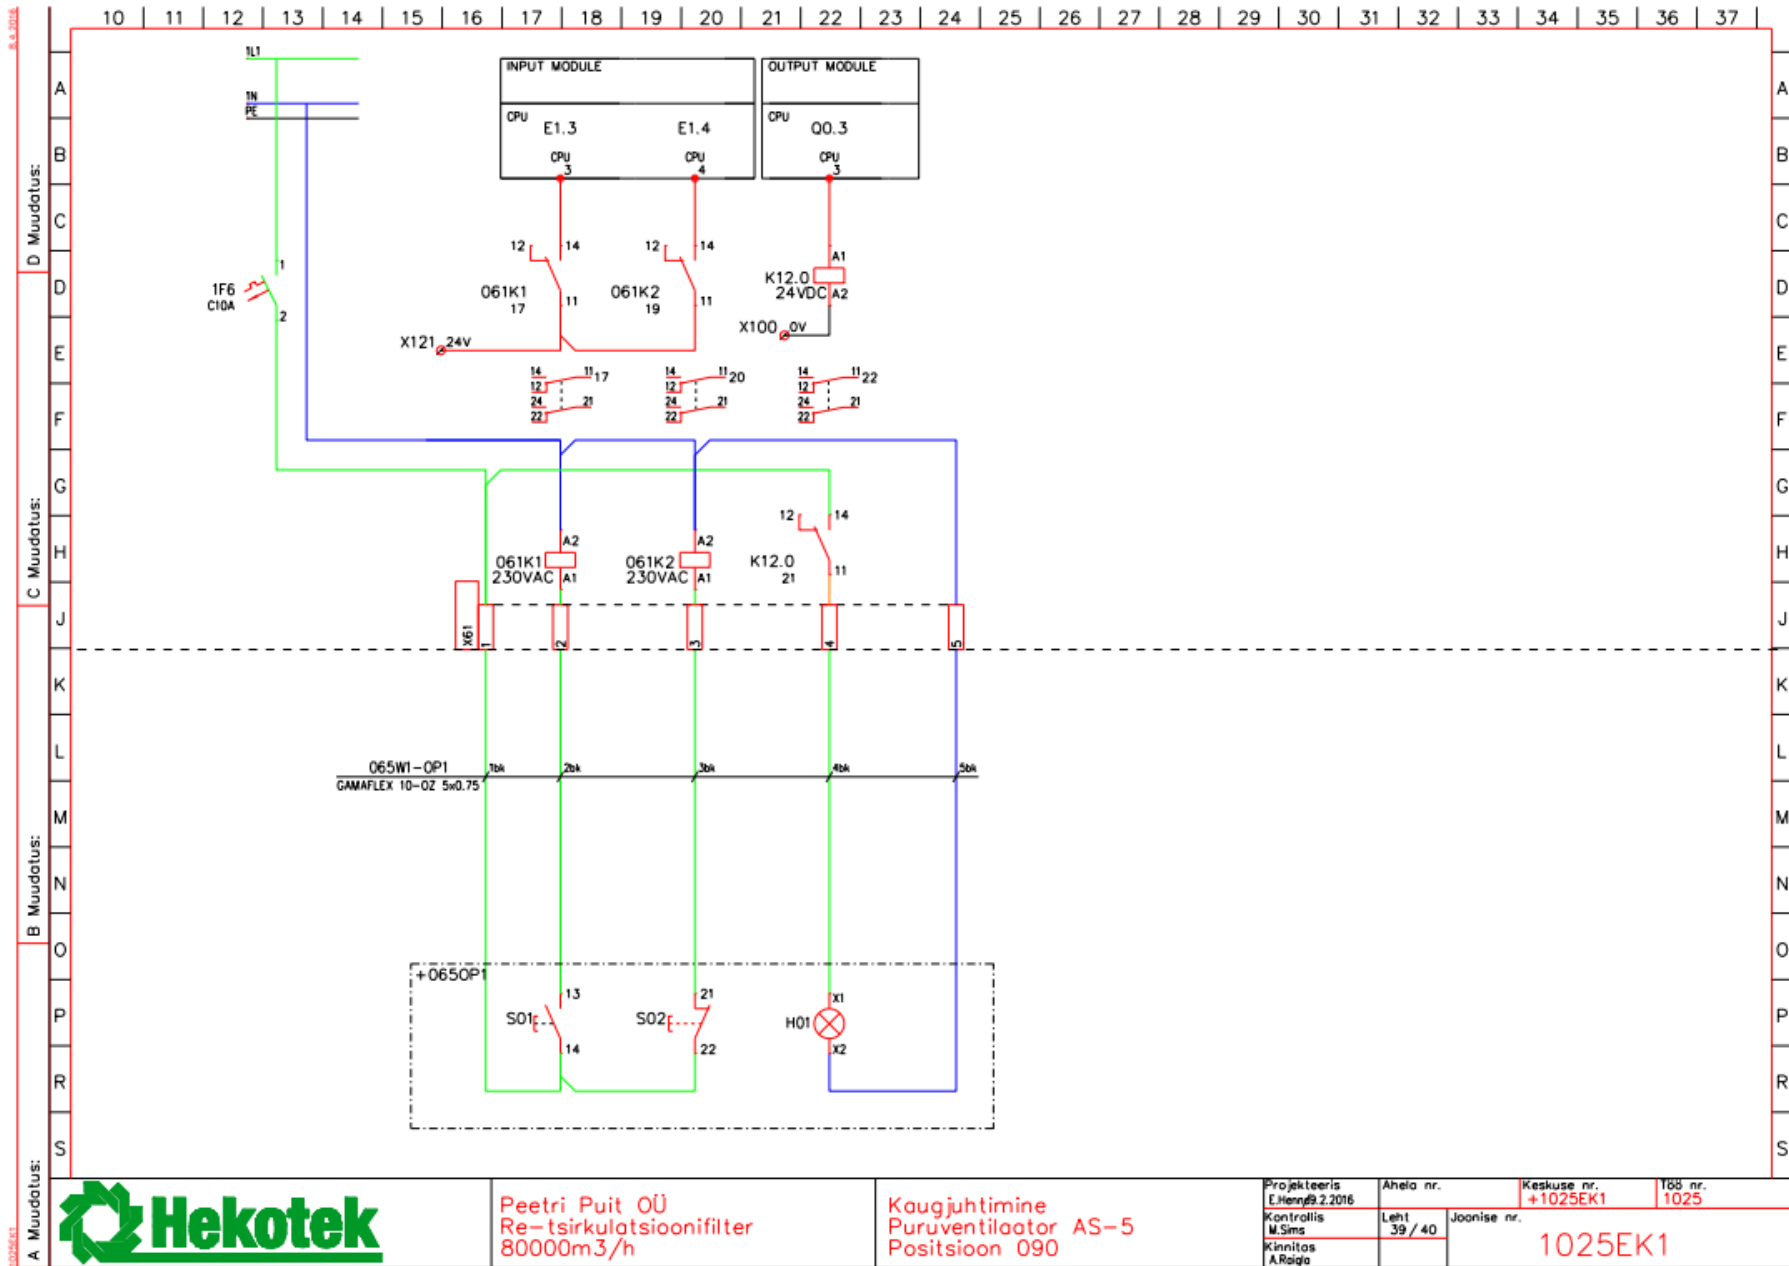 10 11 12 13 14 15 16 17 18 19 20 21 22 23 24 25 26 27 28 29 30 31 32 33 34 35 36 37
8.4.2016
1L1
1N
PE
INPUT MODULE
OUTPUT MODULE
CPU
E1.3
E1.4
CPU
Q0.3
CPU
3
CPU
4
CPU
3
A
B
C
D
E
F
G
H
J
K
L
M
N
O
P
R
S
A
B
C
D
E
F
G
H
J
K
L
M
N
O
P
R
S
D Muudatus:
C Muudatus:
B Muudatus:
A Muudatus:
1025EK1
1F6
C10A
1
2
12
14
061K1
17
11
12
14
061K2
19
11
K12.0
24VDC
A1
A2
X121
24V
X100
0V
14
12
11
17
24
22
21
14
12
11
20
24
22
21
14
12
11
22
24
22
21
061K1
230VAC
A2
A1
061K2
230VAC
A2
A1
12
14
K12.0
21
11
X61
1
2
3
4
5
065W1-OP1
GAMAFLEX 10-OZ 5x0.75
1bk
2bk
3bk
4bk
5bk
+065OP1
S01
13
14
S02
21
22
H01
X1
X2
Hekotek
Peetri Puit OÜ
Re-tsirkulatsioonifilter
80000m3/h
Kaugjuhtimine
Puruventilaator AS-5
Positsioon 090
Projekteeris
Kontrollis
M.Sims
Kinnitas
A.Raigla
Ahela nr.
Leht
39 / 40
Keskuse nr.
+1025EK1
Töö nr.
1025
Joonise nr.
1025EK1